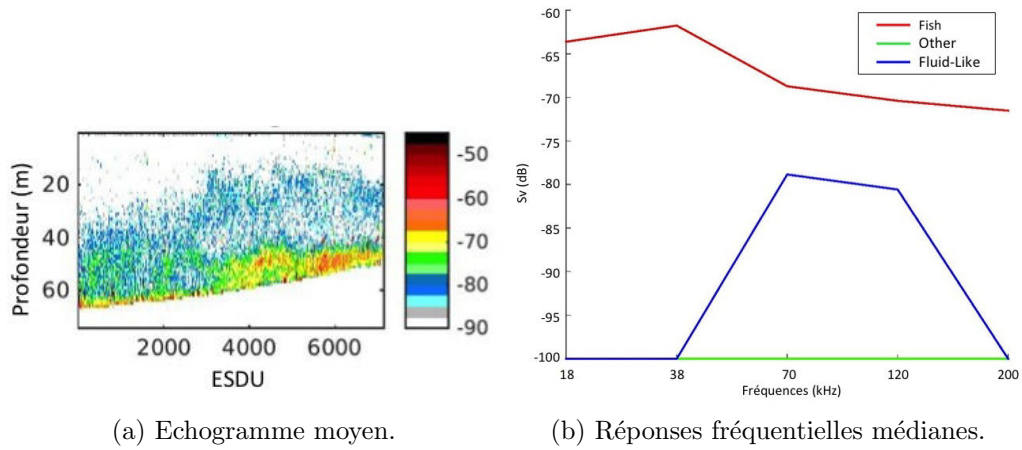 Profondeur (m)
20
40
60
2000
4000
6000
ESDU
-50
-60
-70
-80
-90
(a) Echogramme moyen.
Sv (dB)
-60
-65
-70
-75
-80
-85
-90
-95
-100
18
38
70
120
200
Fréquences (kHz)
Fish
Other
Fluid-Like
(b) Réponses fréquentielles médianes.